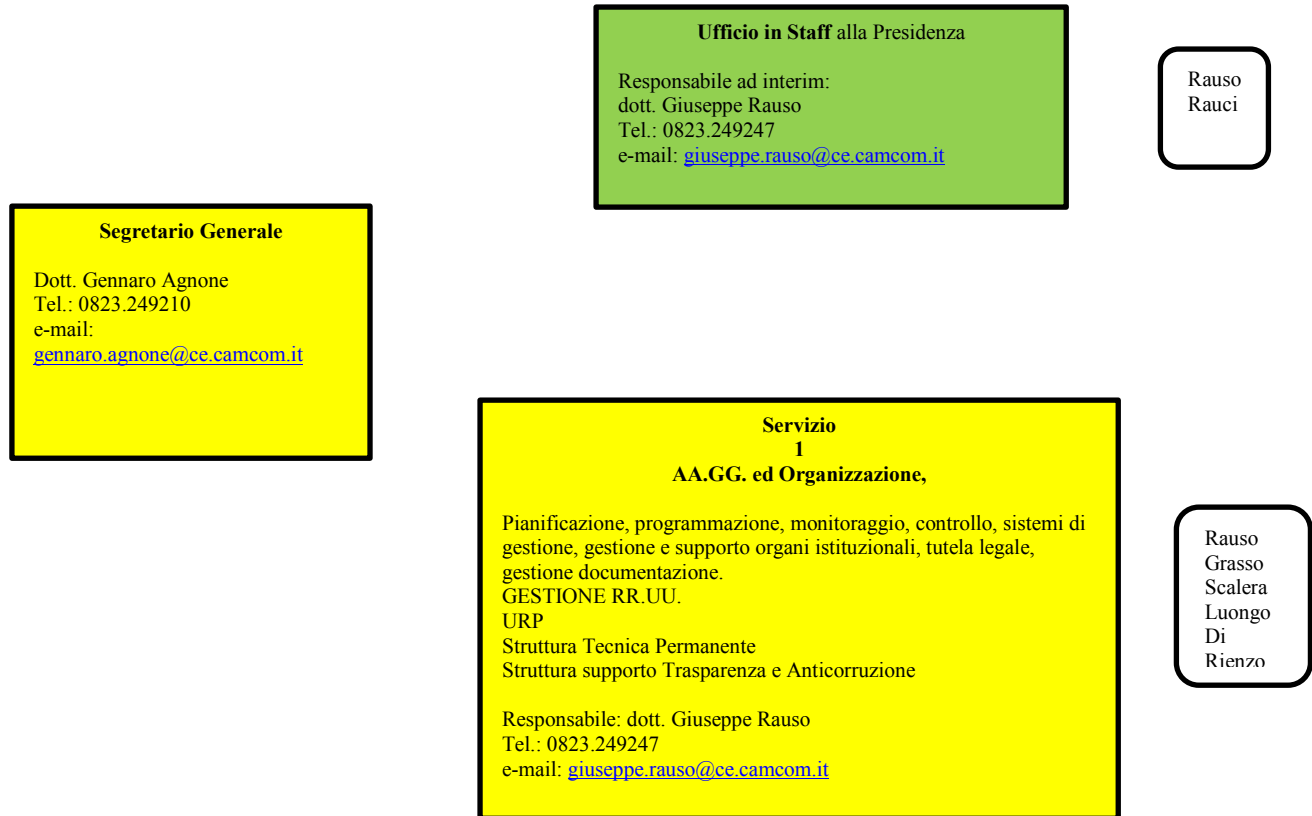 Ufficio in Staff alla Presidenza
Responsabile ad interim:
dott. Giuseppe Rauso
Tel.: 0823.249247
e-mail: giuseppe.rauso@ce.camcom.it
Rauso
Rauci
Segretario Generale
Dott. Gennaro Agnone
Tel.: 0823.249210
e-mail:
gennaro.agnone@ce.camcom.it
Servizio
1
AA.GG. ed Organizzazione,
Pianificazione, programmazione, monitoraggio, controllo, sistemi di
gestione, gestione e supporto organi istituzionali, tutela legale,
gestione documentazione.
GESTIONE RR.UU.
URP
Struttura Tecnica Permanente
Struttura supporto Trasparenza e Anticorruzione
Responsabile: dott. Giuseppe Rauso
Tel.: 0823.249247
e-mail: giuseppe.rauso@ce.camcom.it
Rauso
Grasso
Scalera
Luongo
Di
Rienzo